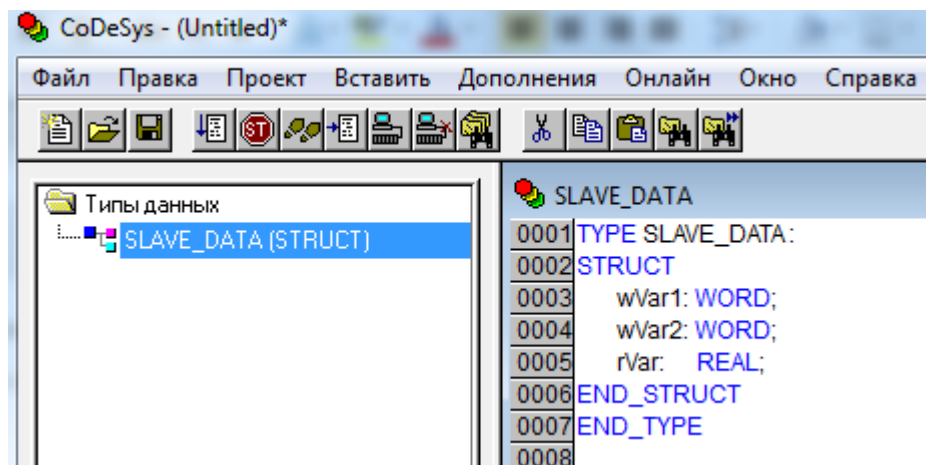 CoDeSys - (Untitled)*
Файл Правка Проект Вставить Дополнения Онлайн Окно Справка
ST
Типы данных
SLAVE_DATA (STRUCT)
SLAVE_DATA
0001 TYPE SLAVE_DATA:
0002 STRUCT
0003 wVar1: WORD;
0004 wVar2: WORD;
0005 rVar: REAL;
0006 END_STRUCT
0007 END_TYPE
0008